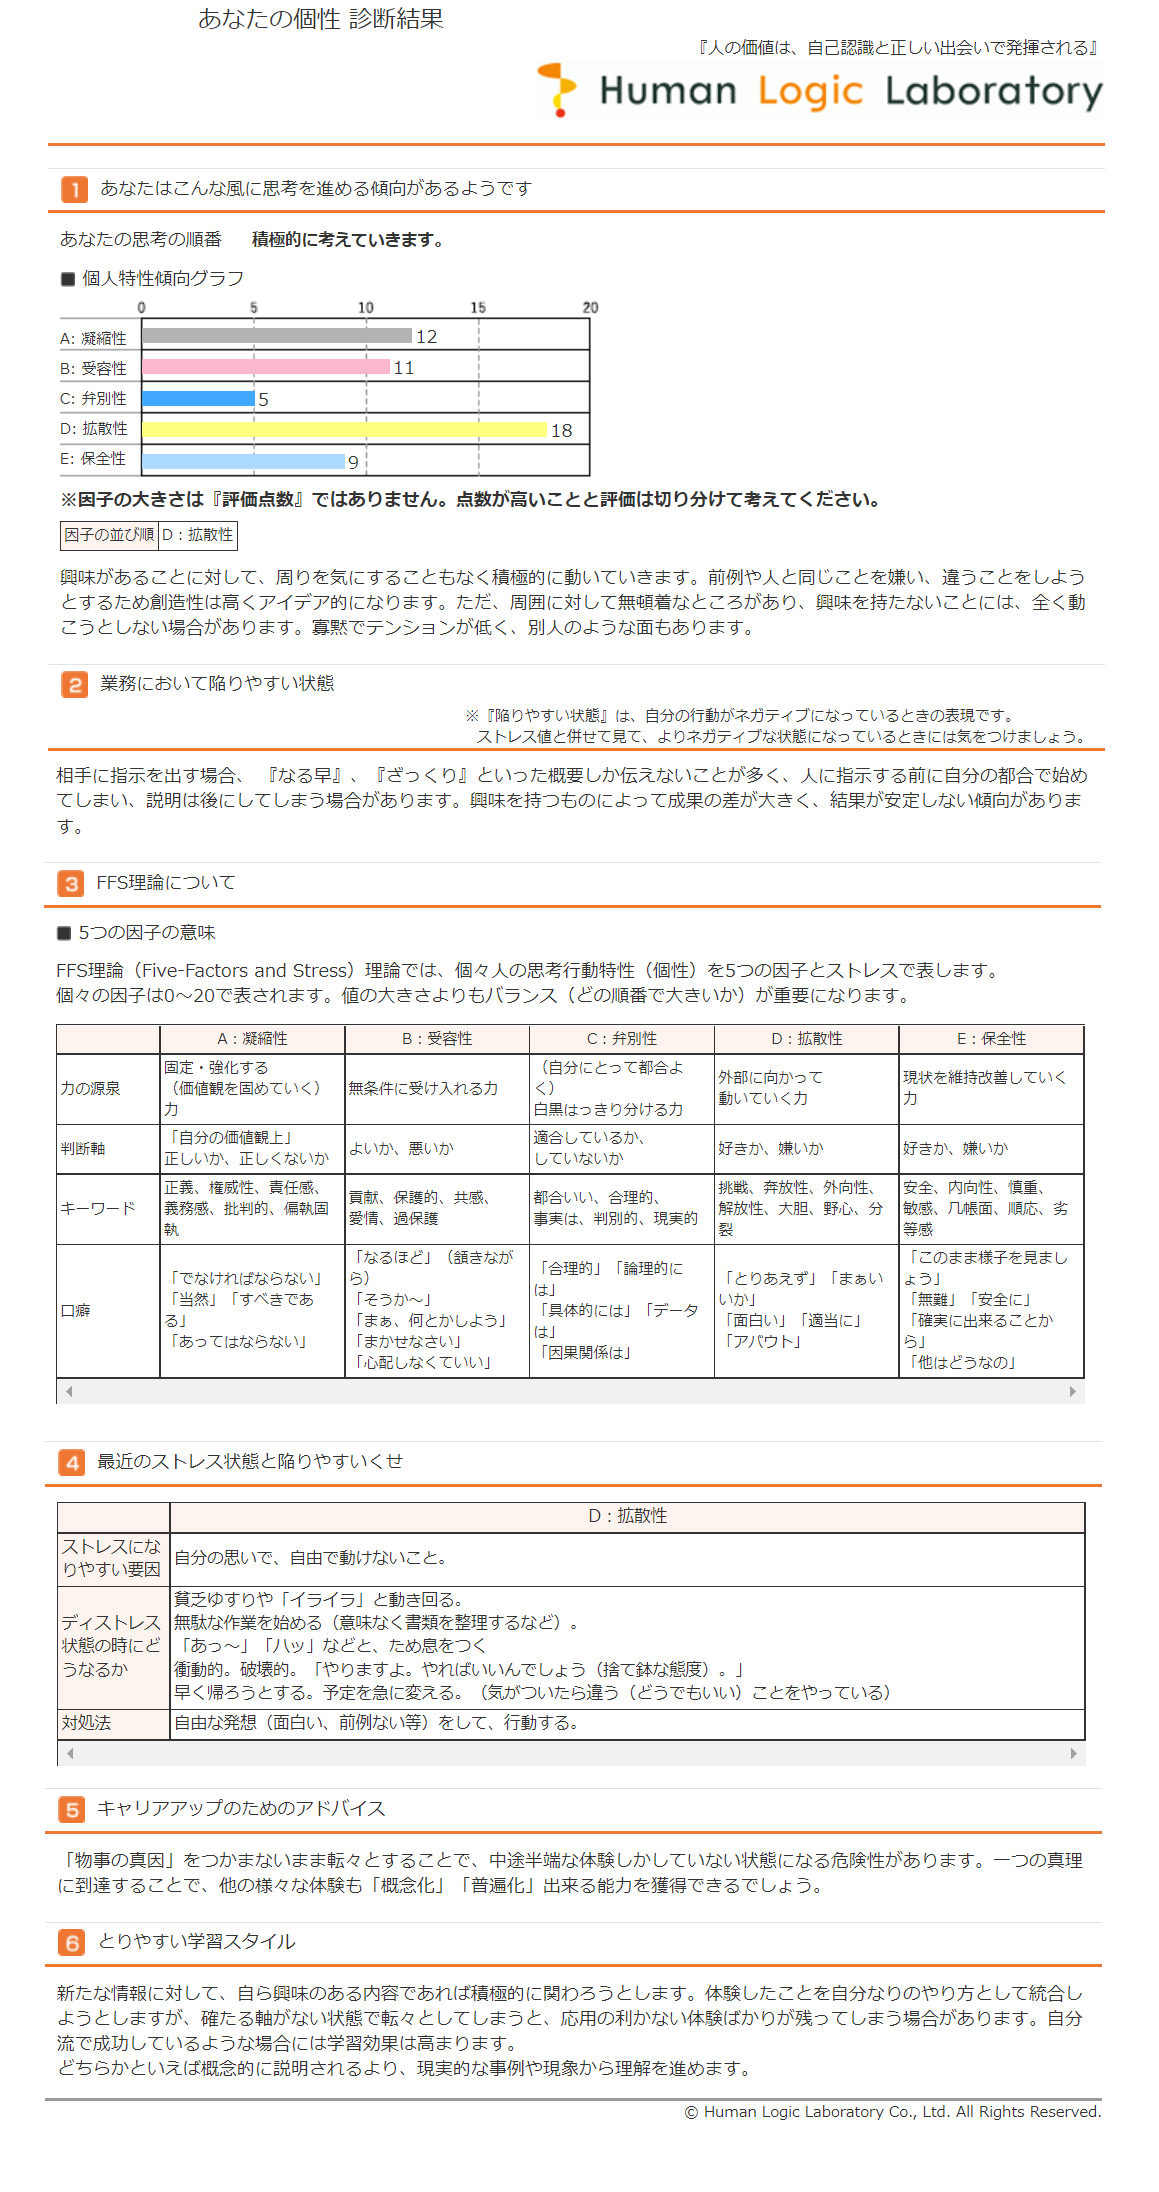 あなたの個性 診断結果
『人の価値は、自己認識と正しい出会いで発揮される』
Human Logic Laboratory
1 あなたはこんな風に思考を進める傾向があるようです
あなたの思考の順番 積極的に考えていきます。
■ 個人特性傾向グラフ
0 5 10 15 20
A: 凝縮性 12
B: 受容性 11
C: 弁別性 5
D: 拡散性 18
E: 保全性 9
※因子の大きさは『評価点数』ではありません。点数が高いことと評価は切り分けて考えてください。
因子の並び順 D：拡散性
興味があることに対して、周りを気にすることもなく積極的に動いていきます。前例や人と同じことを嫌い、違うことをしよう
とするため創造性は高くアイデア的になります。ただ、周囲に対して無頓着なところがあり、興味を持たないことには、全く動
こうとしない場合があります。寡黙でテンションが低く、別人のような面もあります。
2 業務において陥りやすい状態
※『陥りやすい状態』は、自分の行動がネガティブになっているときの表現です。
ストレス値と併せて見て、よりネガティブな状態になっているときには気をつけましょう。
相手に指示を出す場合、 『なる早』、『ざっくり』といった概要しか伝えないことが多く、人に指示する前に自分の都合で始め
てしまい、説明は後にしてしまう場合があります。興味を持つものによって成果の差が大きく、結果が安定しない傾向がありま
す。
3 FFS理論について
■ 5つの因子の意味
FFS理論（Five-Factors and Stress）理論では、個々人の思考行動特性（個性）を5つの因子とストレスで表します。
個々の因子は0～20で表されます。値の大きさよりもバランス（どの順番で大きいか）が重要になります。
A：凝縮性 B：受容性 C：弁別性 D：拡散性 E：保全性
力の源泉
固定・強化する
（価値観を固めていく）
力
無条件に受け入れる力
（自分にとって都合よ
く）
白黒はっきり分ける力
外部に向かって
動いていく力
現状を維持改善していく
力
判断軸
「自分の価値観上」
正しいか、正しくないか
よいか、悪いか
適合しているか、
していないか
好きか、嫌いか
好きか、嫌いか
キーワード
正義、権威性、責任感、
義務感、批判的、偏執固
執
貢献、保護的、共感、
愛情、過保護
都合いい、合理的、
事実は、判別的、現実的
挑戦、奔放性、外向性、
解放性、大胆、野心、分
裂
安全、内向性、慎重、
敏感、几帳面、順応、劣
等感
口癖
「でなければならない」
「当然」「すべきであ
る」
「あってはならない」
「なるほど」（頷きなが
ら）
「そうか～」
「まぁ、何とかしよう」
「まかせなさい」
「心配しなくていい」
「合理的」「論理的に
は」
「具体的には」「データ
は」
「因果関係は」
「とりあえず」「まぁい
いか」
「面白い」「適当に」
「アバウト」
「このまま様子を見まし
ょう」
「無難」「安全に」
「確実に出来ることか
ら」
「他はどうなの」
4 最近のストレス状態と陥りやすいくせ
D：拡散性
ストレスにな
りやすい要因
自分の思いで、自由で動けないこと。
ディストレス
状態の時にど
うなるか
貧乏ゆすりや「イライラ」と動き回る。
無駄な作業を始める（意味なく書類を整理するなど）。
「あっ～」「ハッ」などと、ため息をつく
衝動的。破壊的。「やりますよ。やればいいんでしょう（捨て鉢な態度）。」
早く帰ろうとする。予定を急に変える。（気がついたら違う（どうでもいい）ことをやっている）
対処法 自由な発想（面白い、前例ない等）をして、行動する。
5 キャリアアップのためのアドバイス
「物事の真因」をつかまないまま転々とすることで、中途半端な体験しかしていない状態になる危険性があります。一つの真理
に到達することで、他の様々な体験も「概念化」「普遍化」出来る能力を獲得できるでしょう。
6 とりやすい学習スタイル
新たな情報に対して、自ら興味のある内容であれば積極的に関わろうとします。体験したことを自分なりのやり方として統合し
ようとしますが、確たる軸がない状態で転々としてしまうと、応用の利かない体験ばかりが残ってしまう場合があります。自分
流で成功しているような場合には学習効果は高まります。
どちらかといえば概念的に説明されるより、現実的な事例や現象から理解を進めます。
© Human Logic Laboratory Co., Ltd. All Rights Reserved.